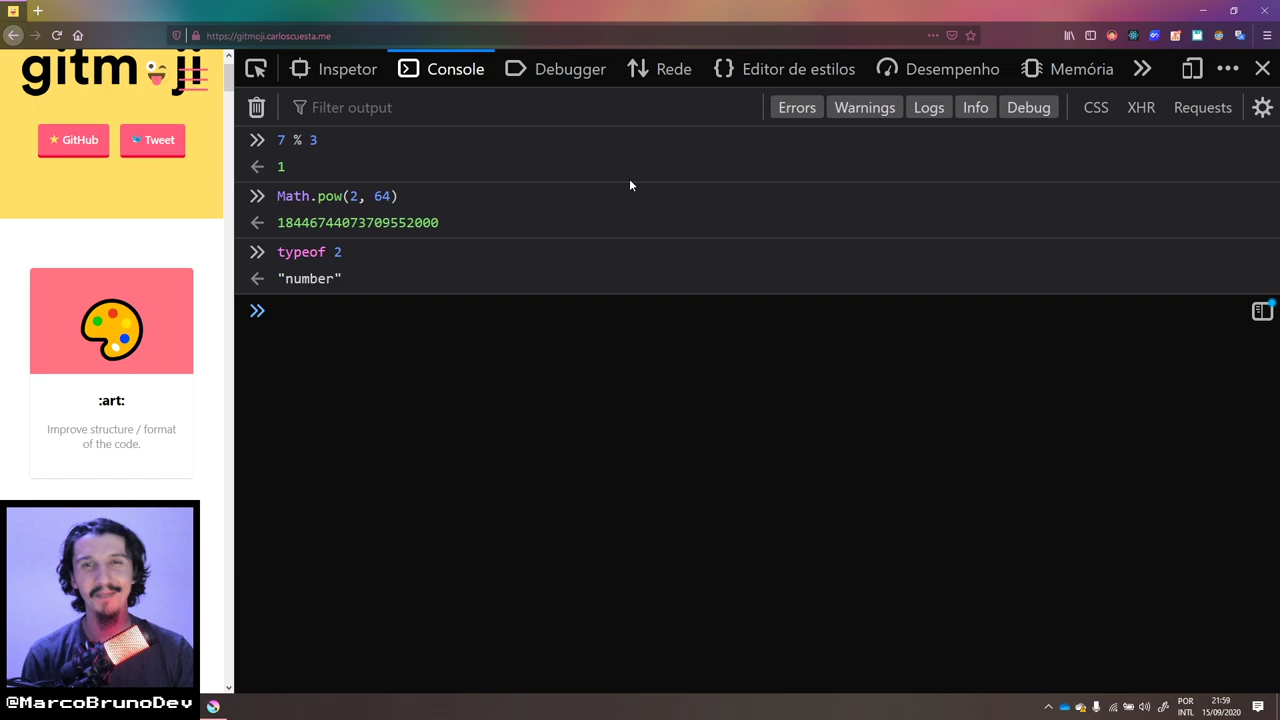 https://gitmoji.carloscuesta.me
gitm ji
GitHub
Tweet
:art:
Improve structure / format
of the code.
@MarcoBrunoDev
Inspetor
Console
Debugger
Rede
Editor de estilos
Desempenho
Memória
Filter output
Errors
Warnings
Logs
Info
Debug
CSS
XHR
Requests
7 % 3
1
Math.pow(2, 64)
18446744073709552000
typeof 2
"number"
POR
INTL
21:59
15/09/2020